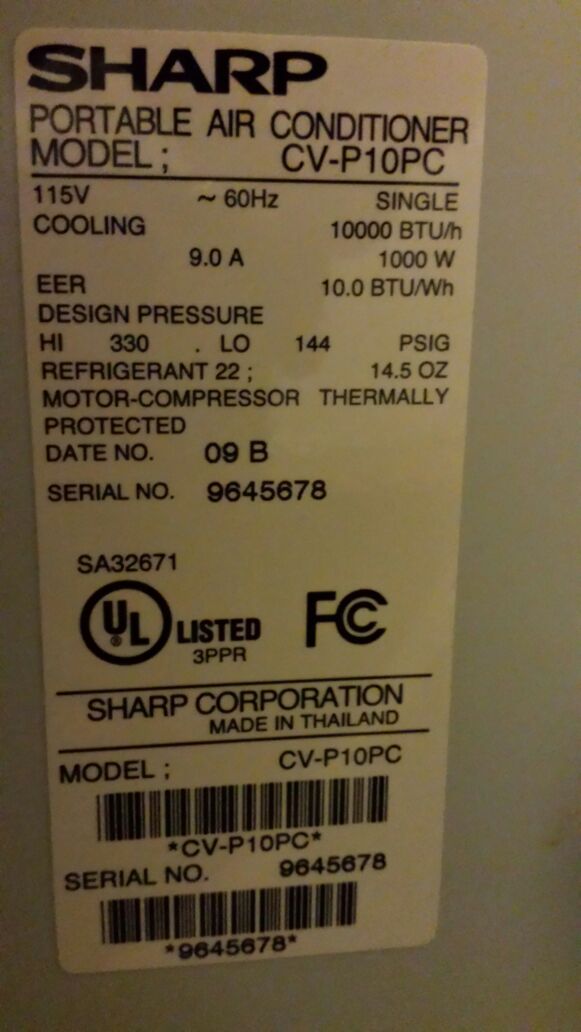 SHARP
PORTABLE AIR CONDITIONER
MODEL ; CV-P10PC
115V ~ 60Hz SINGLE
COOLING 10000 BTU/h
9.0 A 1000 W
EER 10.0 BTU/Wh
DESIGN PRESSURE
HI 330 . LO 144 PSIG
REFRIGERANT 22 ; 14.5 OZ
MOTOR-COMPRESSOR THERMALLY
PROTECTED
DATE NO. 09 B
SERIAL NO. 9645678
SA32671
UL ® LISTED FC
3PPR
SHARP CORPORATION
MADE IN THAILAND
MODEL ; CV-P10PC
*CV-P10PC*
SERIAL NO. 9645678
*9645678*